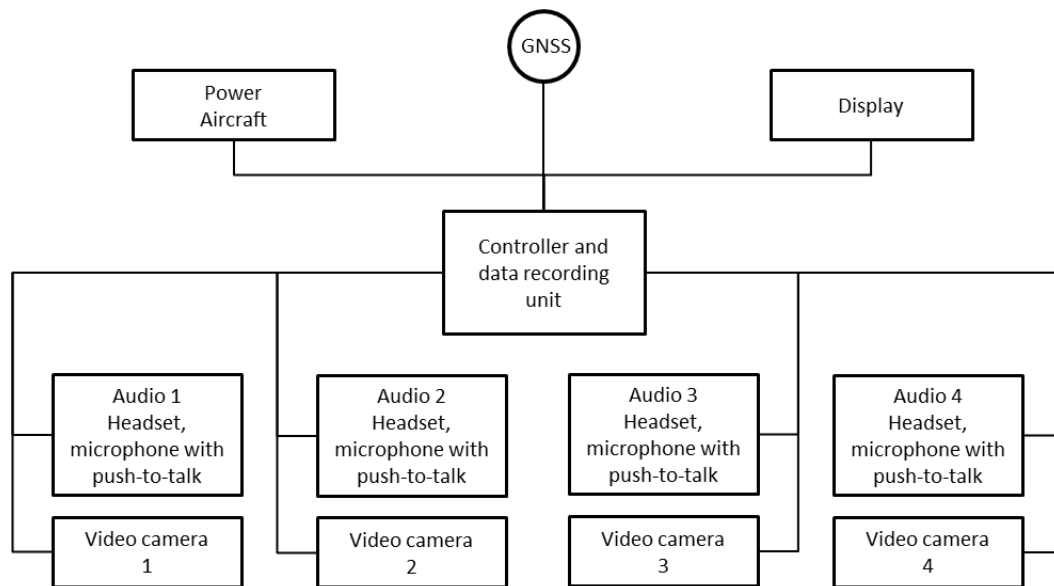 GNSS
Power
Aircraft
Display
Controller and
data recording
unit
Audio 1
Headset,
microphone with
push-to-talk
Audio 2
Headset,
microphone with
push-to-talk
Audio 3
Headset,
microphone with
push-to-talk
Audio 4
Headset,
microphone with
push-to-talk
Video camera
1
Video camera
2
Video camera
3
Video camera
4